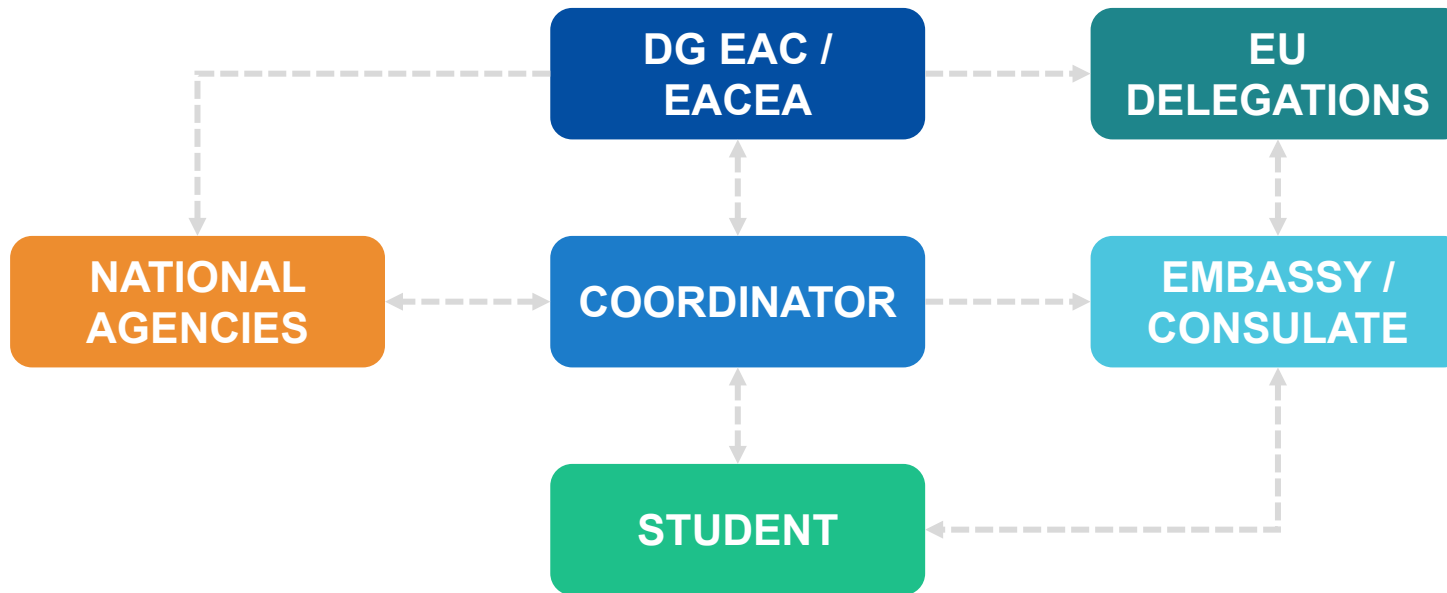 DG EAC /
EACEA
EU
DELEGATIONS
NATIONAL
AGENCIES
COORDINATOR
EMBASSY /
CONSULATE
STUDENT